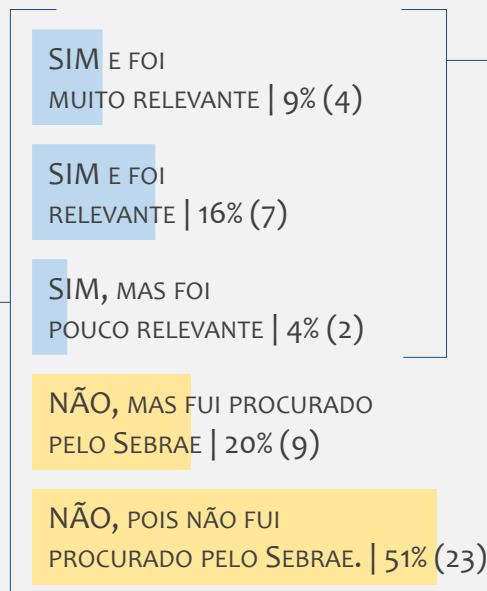 SIM E FOI
MUITO RELEVANTE | 9% (4)
SIM E FOI
RELEVANTE | 16% (7)
SIM, MAS FOI
POUCO RELEVANTE | 4% (2)
NÃO, MAS FUI PROCURADO
PELO SEBRAE | 20% (9)
NÃO, POIS NÃO FUI
PROCURADO PELO SEBRAE. | 51% (23)